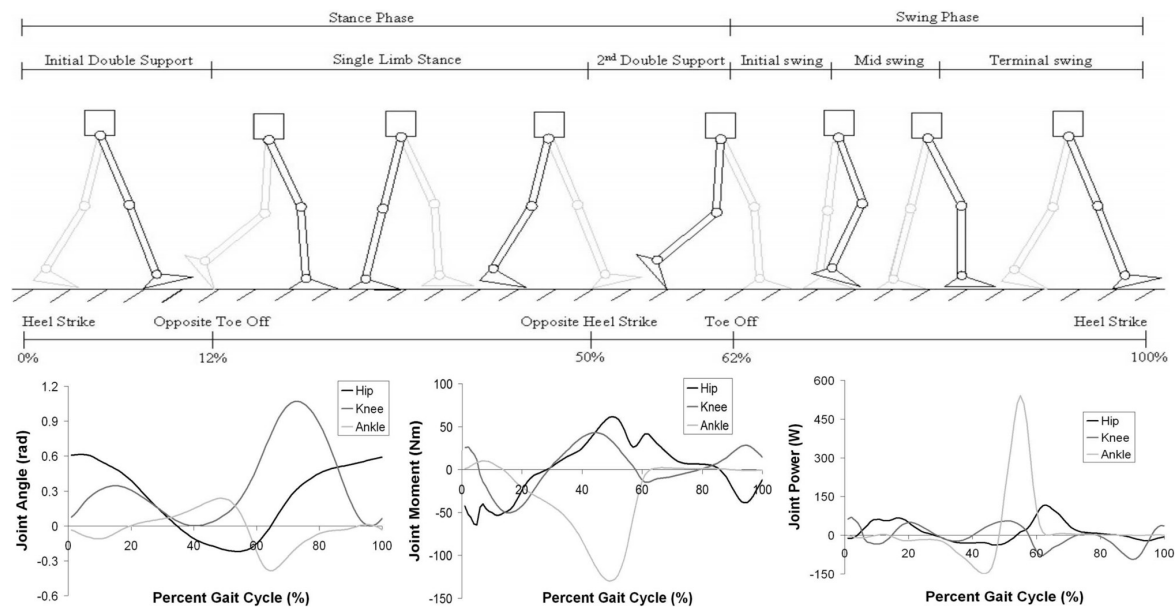 Stance Phase
Swing Phase
Initial Double Support
Single Limb Stance
2nd Double Support
Initial swing
Mid swing
Terminal swing
Heel Strike
Opposite Toe Off
Opposite Heel Strike
Toe Off
Heel Strike
0%
12%
50%
62%
100%
Joint Angle (rad)
1.2
0.9
0.6
0.3
0
-0.3
-0.6
0
20
40
60
80
100
Hip
Knee
Ankle
Percent Gait Cycle (%)
Joint Moment (Nm)
100
50
0
-50
-100
-150
0
20
40
60
80
100
Hip
Knee
Ankle
Percent Gait Cycle (%)
Joint Power (W)
600
450
300
150
0
-150
0
20
40
60
80
100
Hip
Knee
Ankle
Percent Gait Cycle (%)